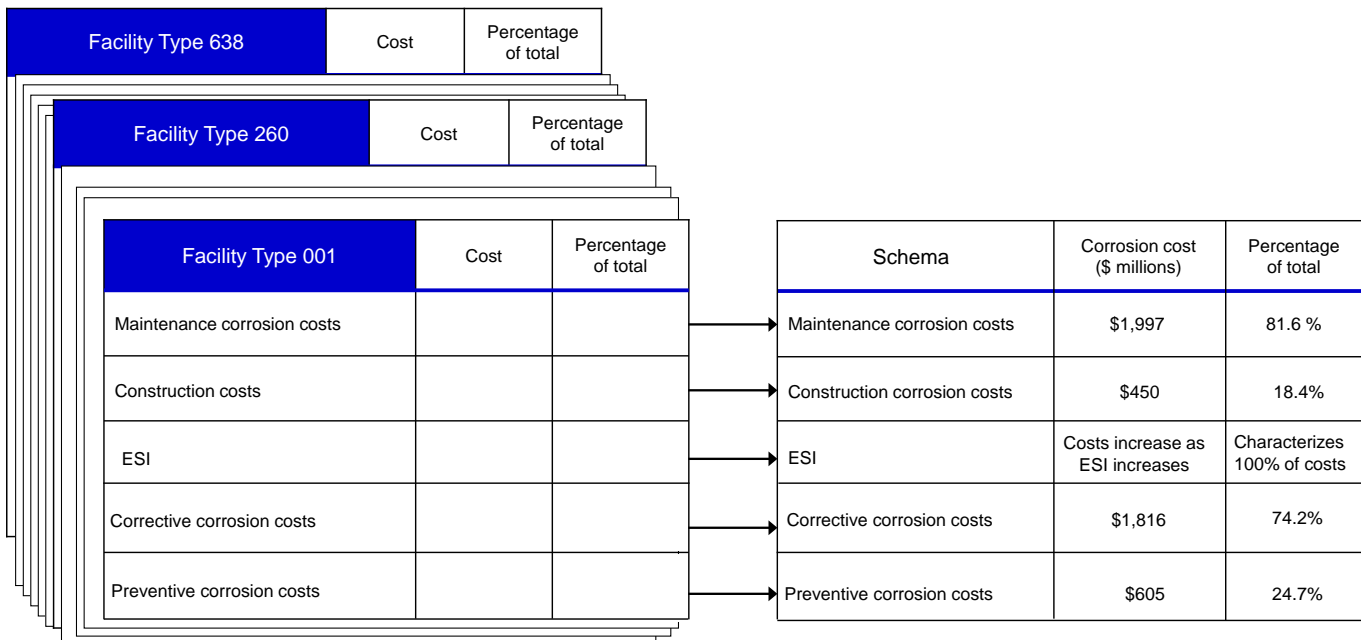 Facility Type 638
Cost
Percentage
of total
Facility Type 260
Cost
Percentage
of total
Facility Type 001
Cost
Percentage
of total
Maintenance corrosion costs
Construction costs
ESI
Corrective corrosion costs
Preventive corrosion costs
Schema
Corrosion cost
($ millions)
Percentage
of total
Maintenance corrosion costs
$1,997
81.6 %
Construction corrosion costs
$450
18.4%
ESI
Costs increase as
ESI increases
Characterizes
100% of costs
Corrective corrosion costs
$1,816
74.2%
Preventive corrosion costs
$605
24.7%